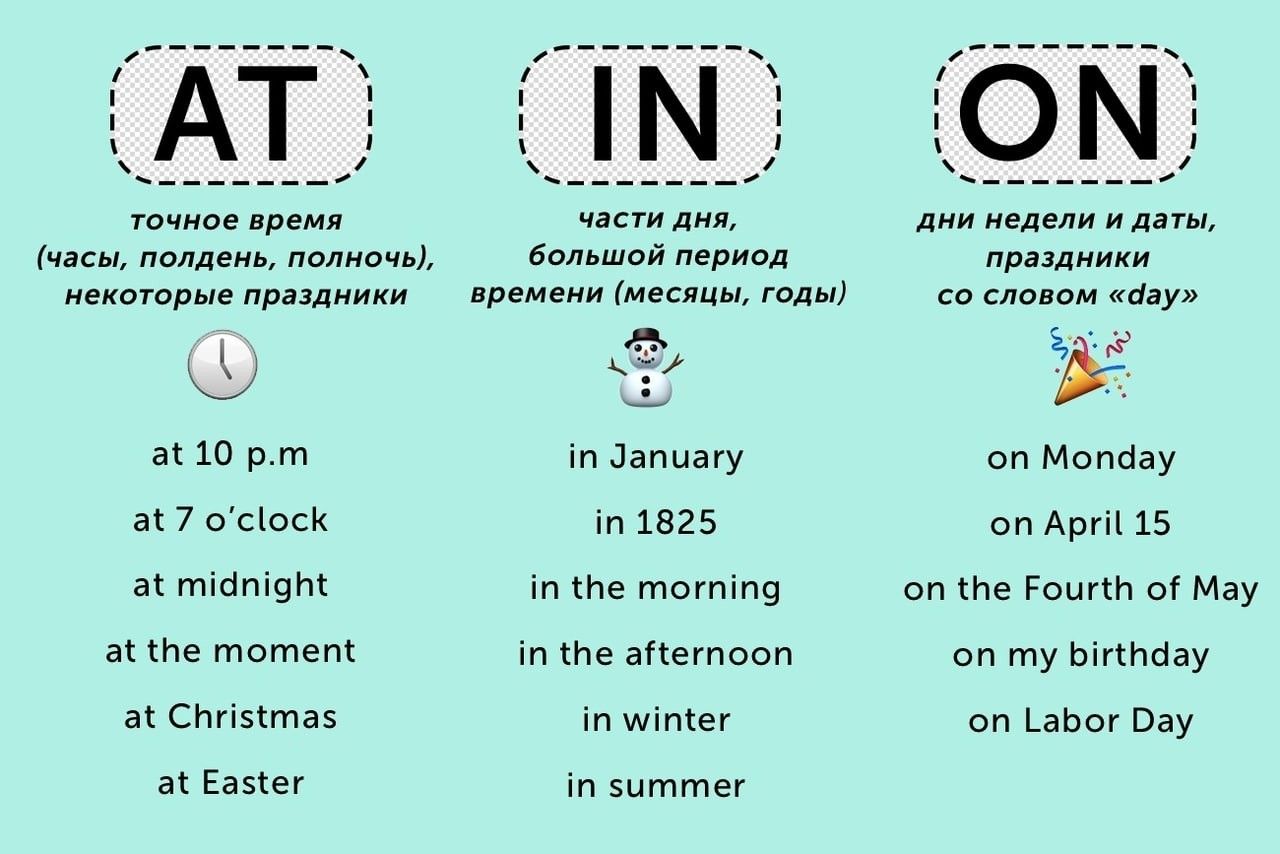 AT
точное время
(часы, полдень, полночь),
некоторые праздники
at 10 p.m
at 7 o’clock
at midnight
at the moment
at Christmas
at Easter
IN
части дня,
большой период
времени (месяцы, годы)
in January
in 1825
in the morning
in the afternoon
in winter
in summer
ON
дни недели и даты,
праздники
со словом «day»
on Monday
on April 15
on the Fourth of May
on my birthday
on Labor Day